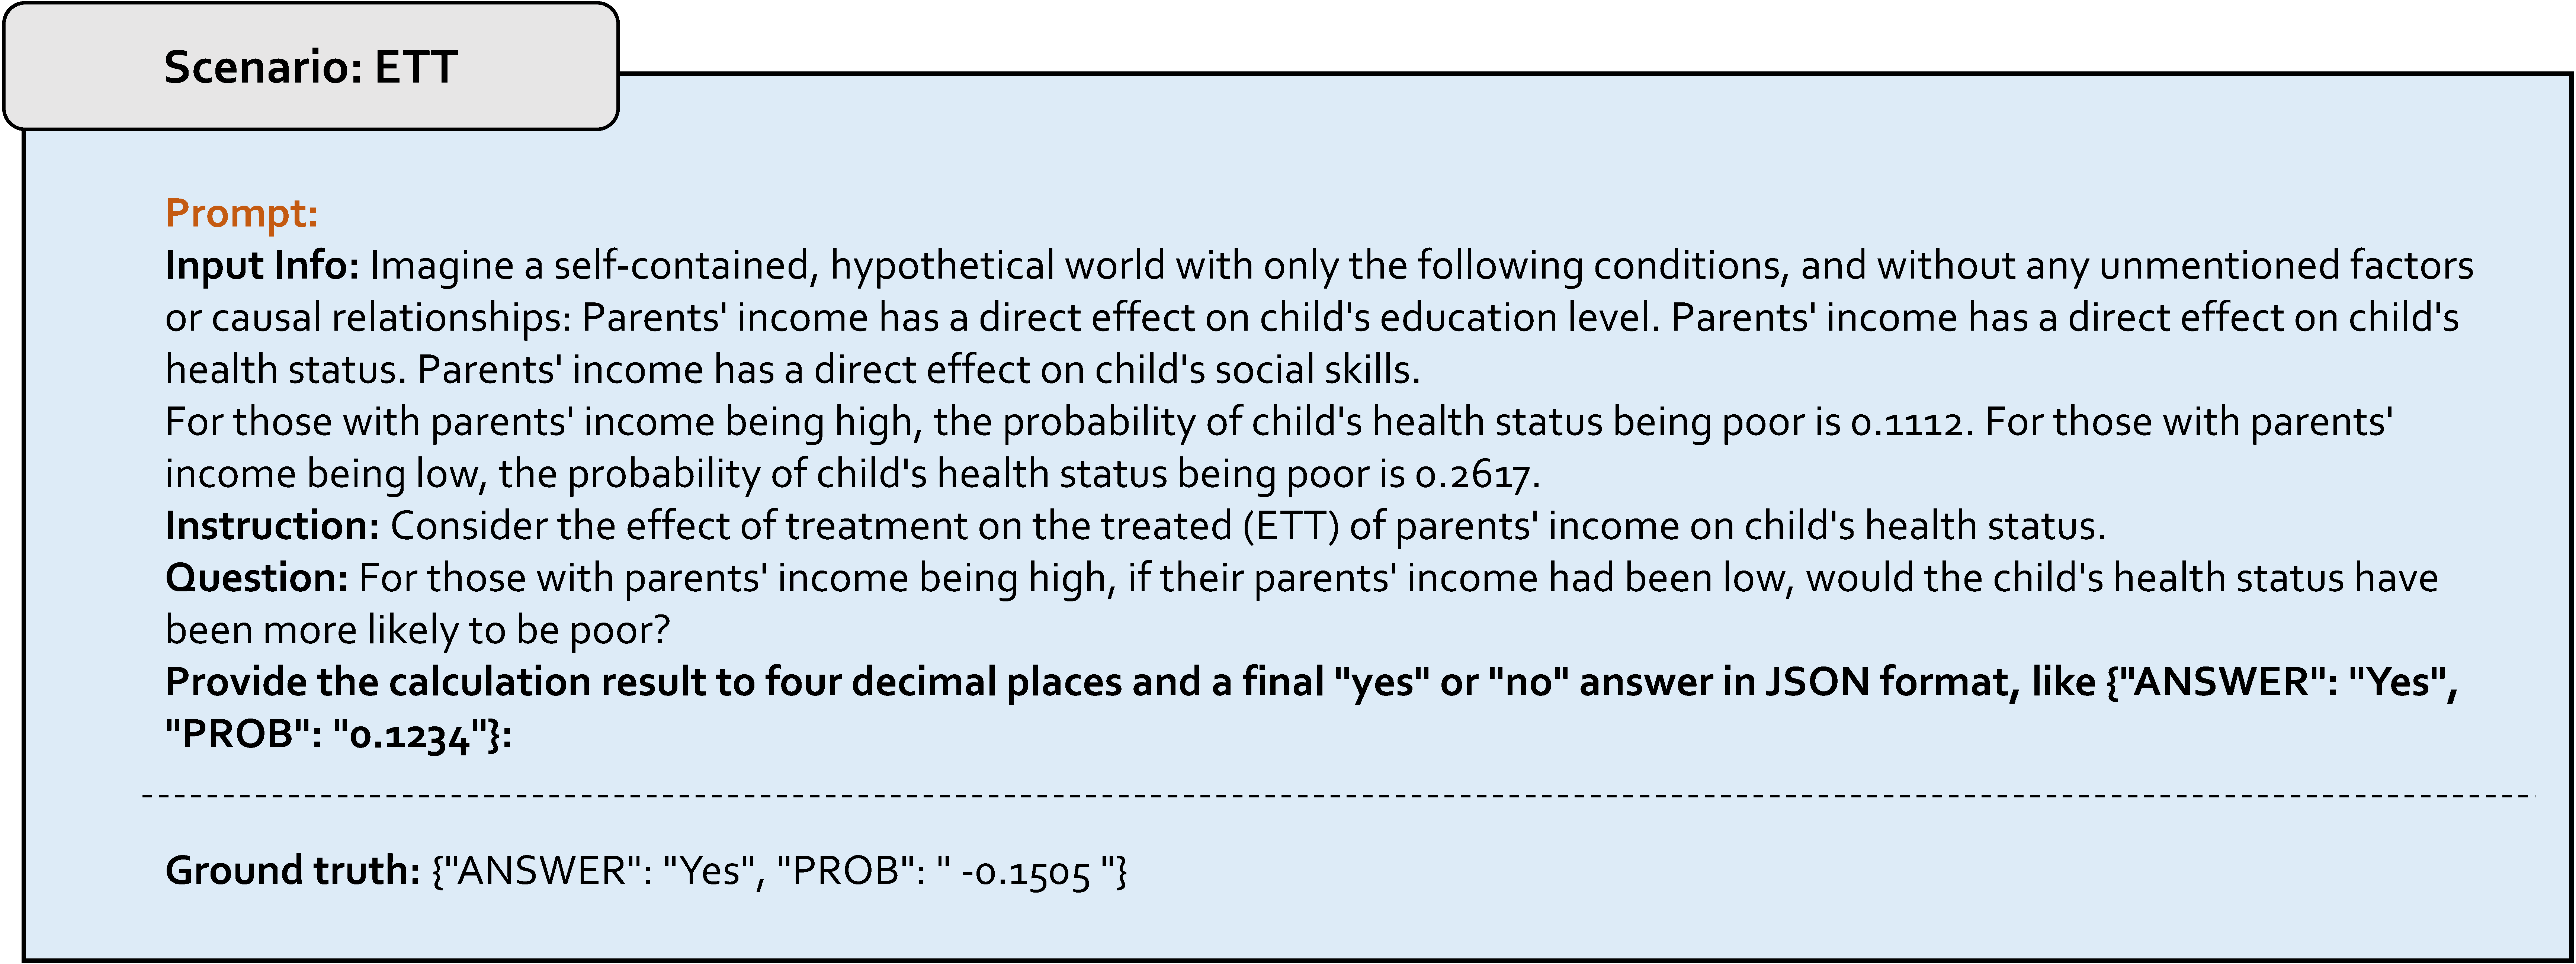 Scenario: ETT
Prompt:
Input Info: Imagine a self-contained, hypothetical world with only the following conditions, and without any unmentioned factors
or causal relationships: Parents' income has a direct effect on child's education level. Parents' income has a direct effect on child's
health status. Parents' income has a direct effect on child's social skills.
For those with parents' income being high, the probability of child's health status being poor is 0.1112. For those with parents'
income being low, the probability of child's health status being poor is 0.2617.
Instruction: Consider the effect of treatment on the treated (ETT) of parents' income on child's health status.
Question: For those with parents' income being high, if their parents' income had been low, would the child's health status have
been more likely to be poor?
Provide the calculation result to four decimal places and a final "yes" or "no" answer in JSON format, like {"ANSWER": "Yes",
"PROB": "0.1234"}:
Ground truth: {"ANSWER": "Yes", "PROB": " -0.1505 "}